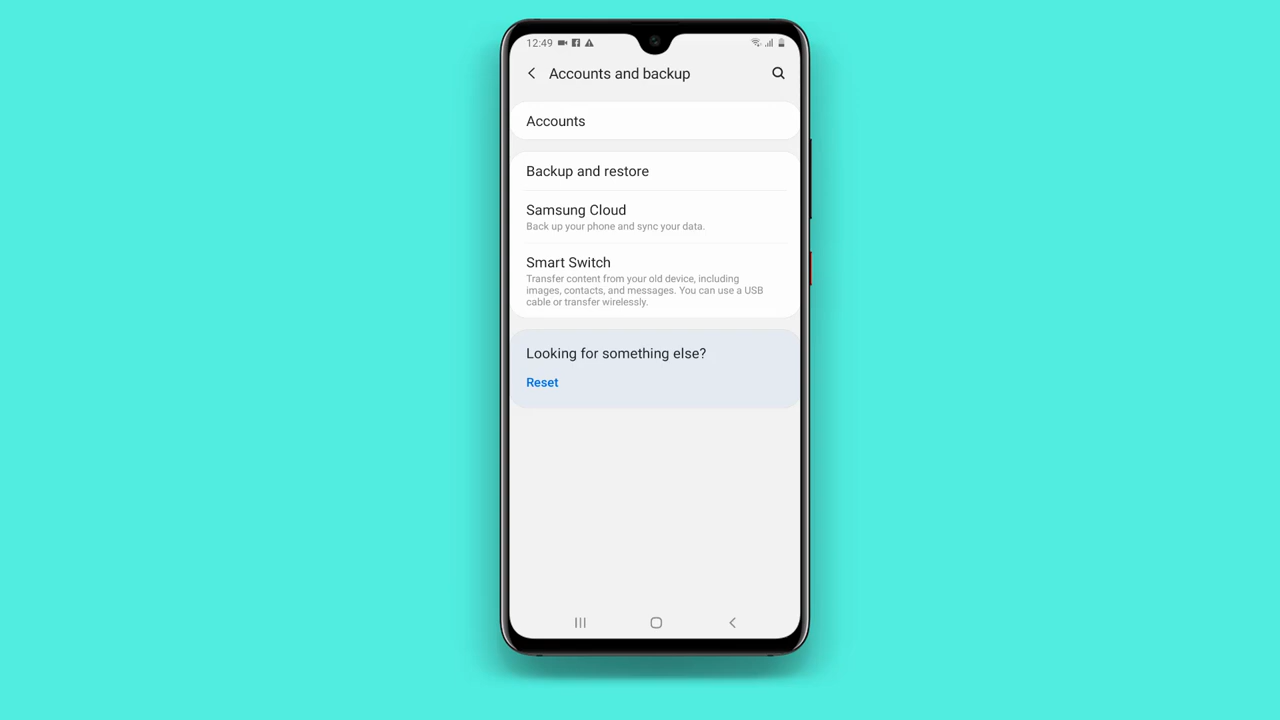 12:49
Accounts and backup
Accounts
Backup and restore
Samsung Cloud
Back up your phone and sync your data.
Smart Switch
Transfer content from your old device, including
images, contacts, and messages. You can use a USB
cable or transfer wirelessly.
Looking for something else?
Reset